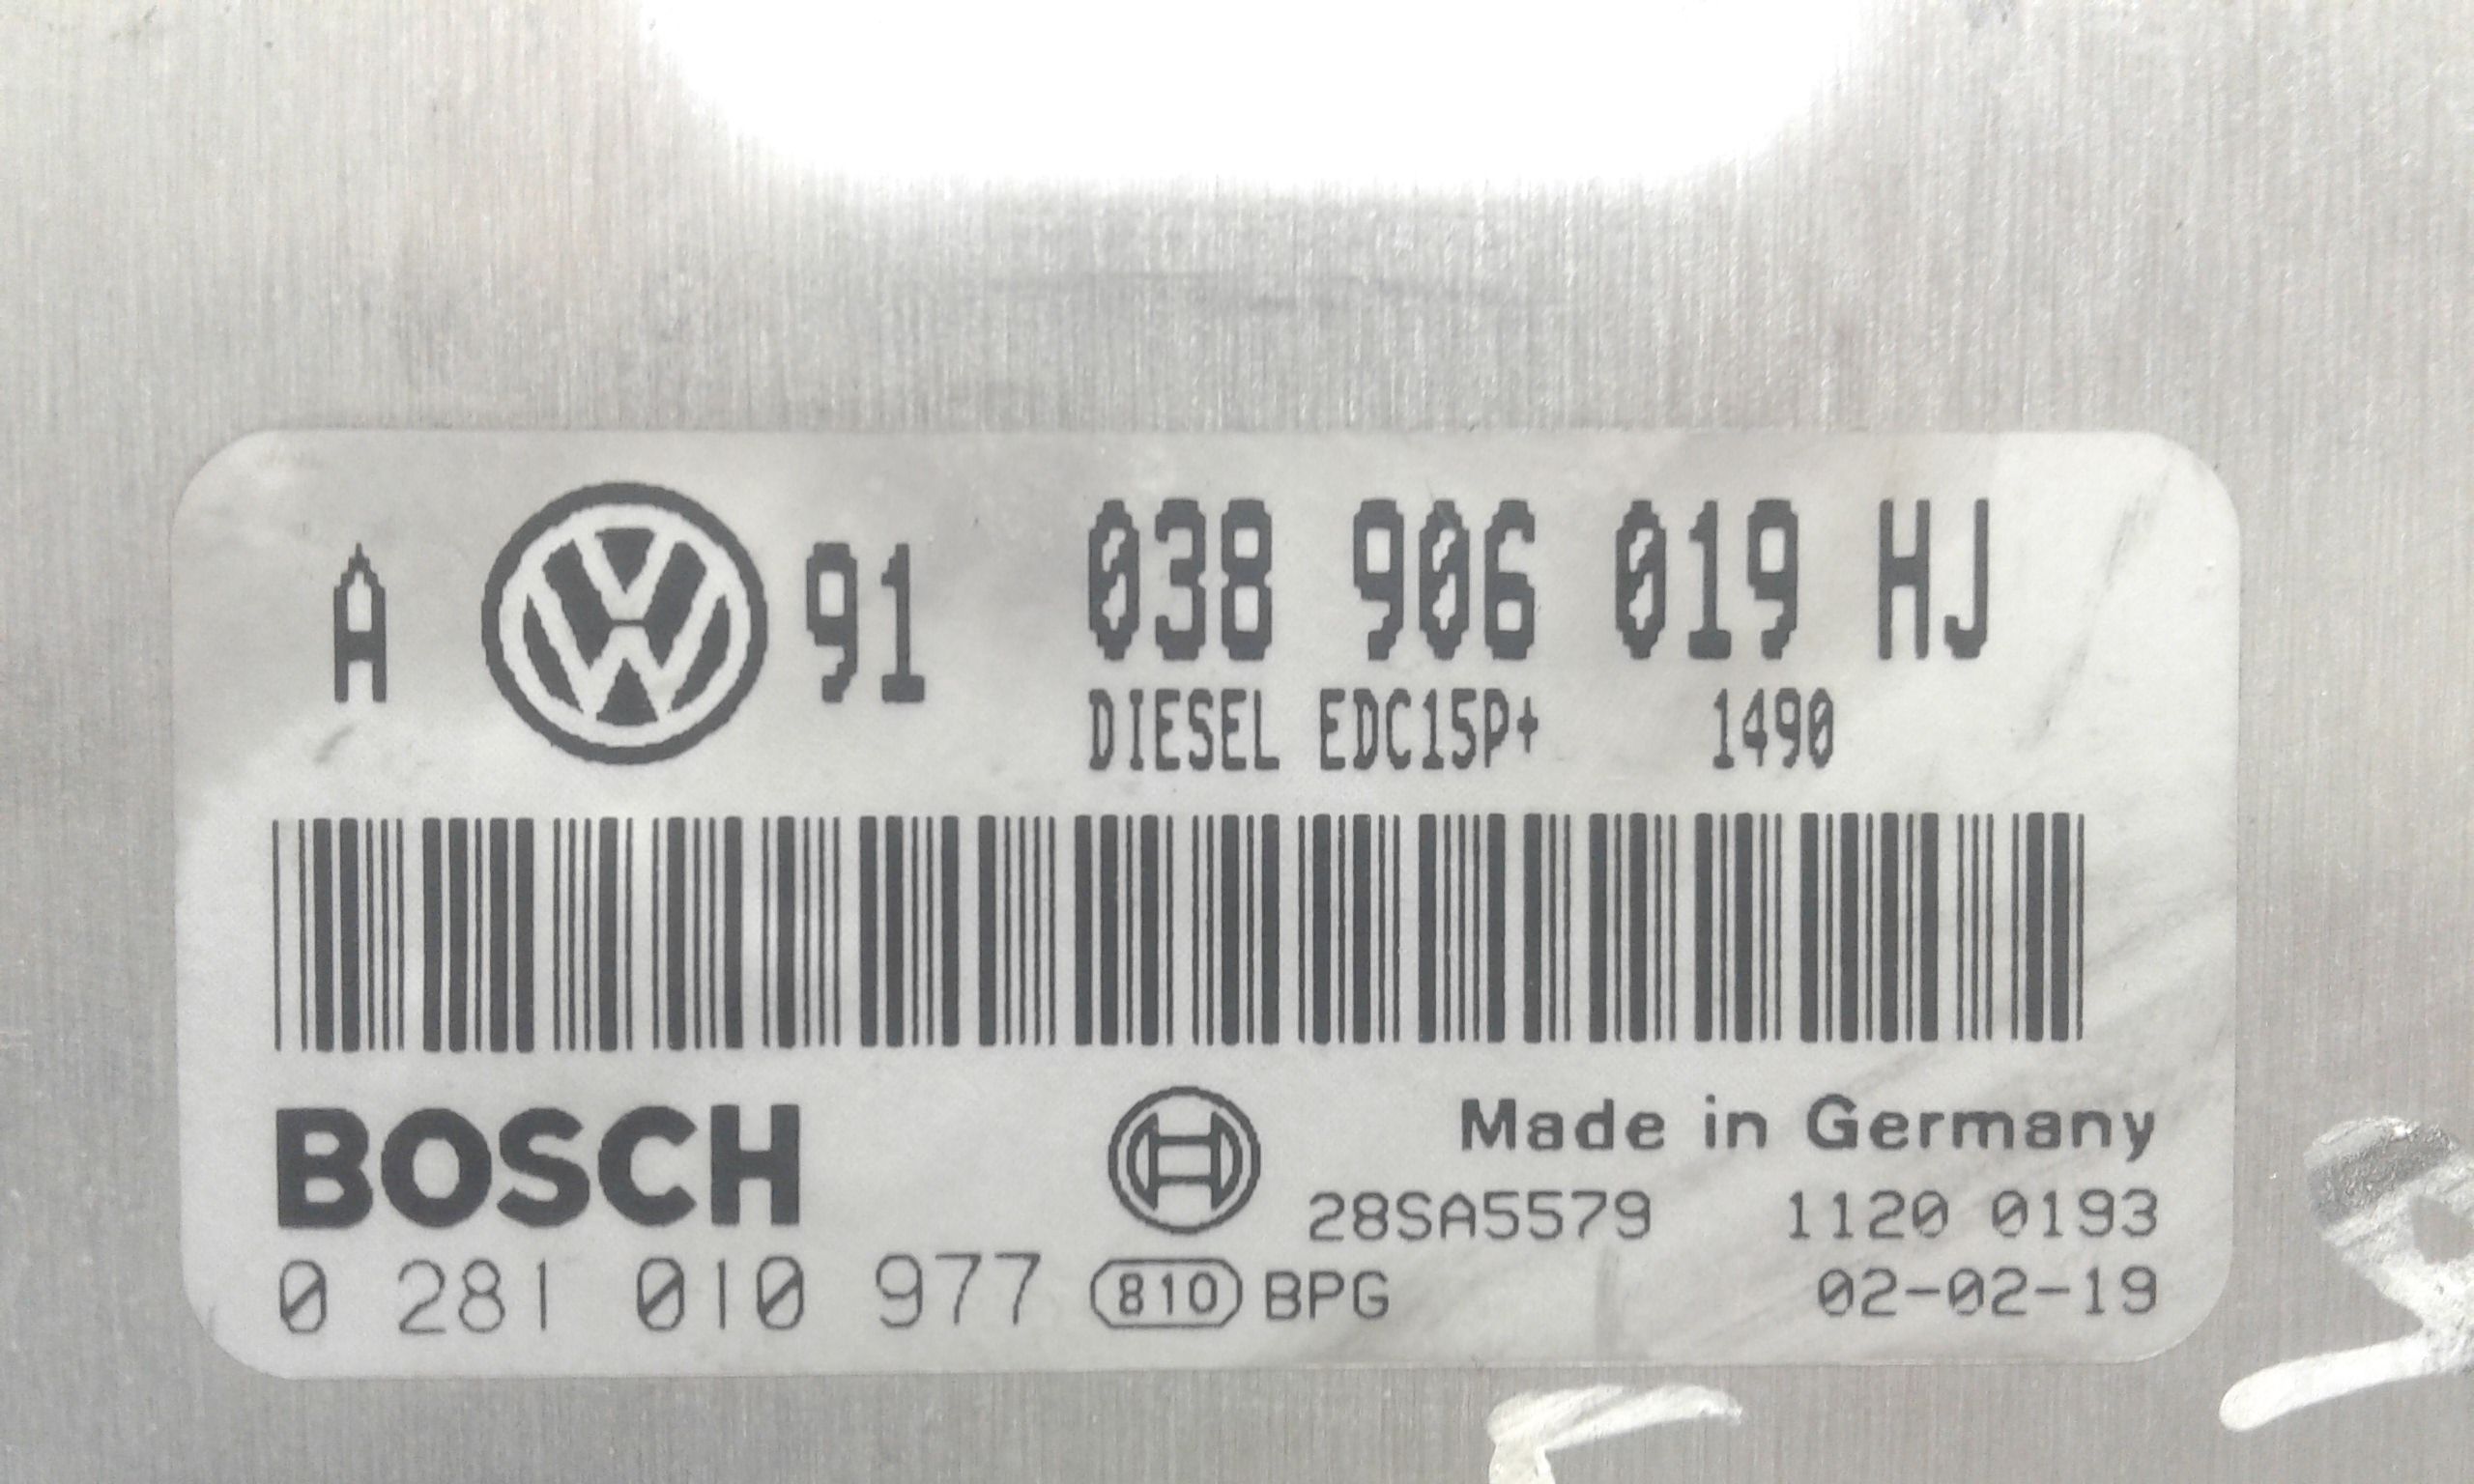 A VW 91 038 906 019 HJ
DIESEL EDC15P+ 1490
BOSCH
Made in Germany
28SA5579 1120 0193
0 281 010 977 810 BPG 02-02-19